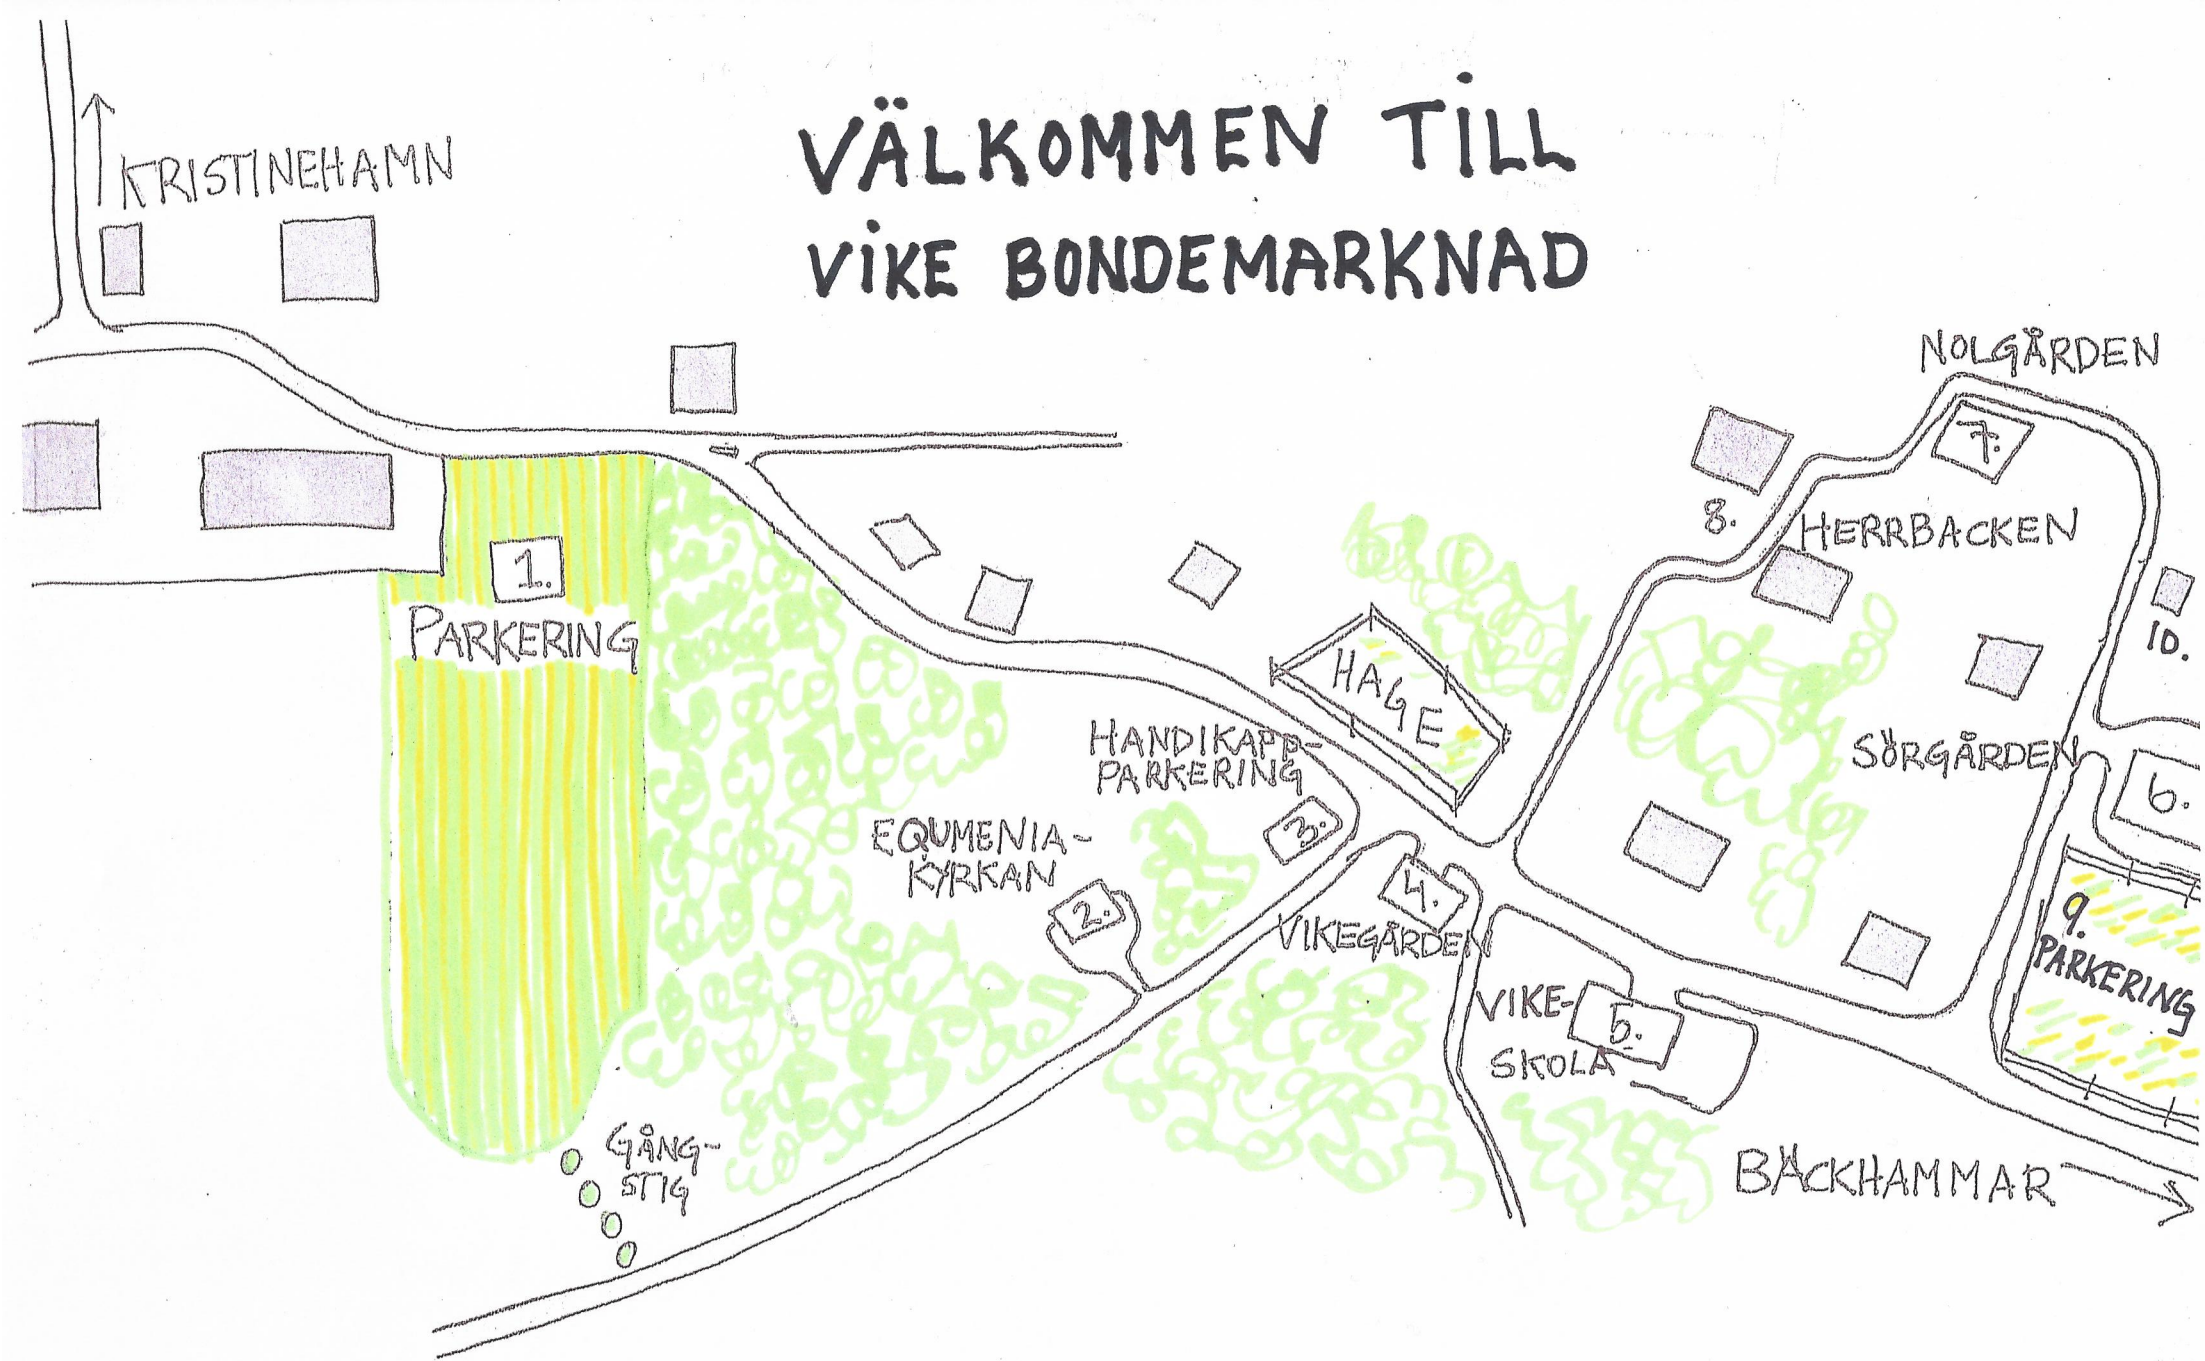 VÄLKOMMEN TILL
VIKE BONDEMARKNAD
KRISTINEHAMN
NOLGÅRDEN
7.
8.
HERRBACKEN
1.
PARKERING
10.
HAGE
HANDIKAPP-
PARKERING
SÖRGÅRDEN
6.
3.
EQUMENIA-
KYRKAN
2.
4.
VIKEGÅRDEN
9.
PARKERING
VIKE-
SKOLA
5.
GÅNG-
STIG
BÄCKHAMMAR